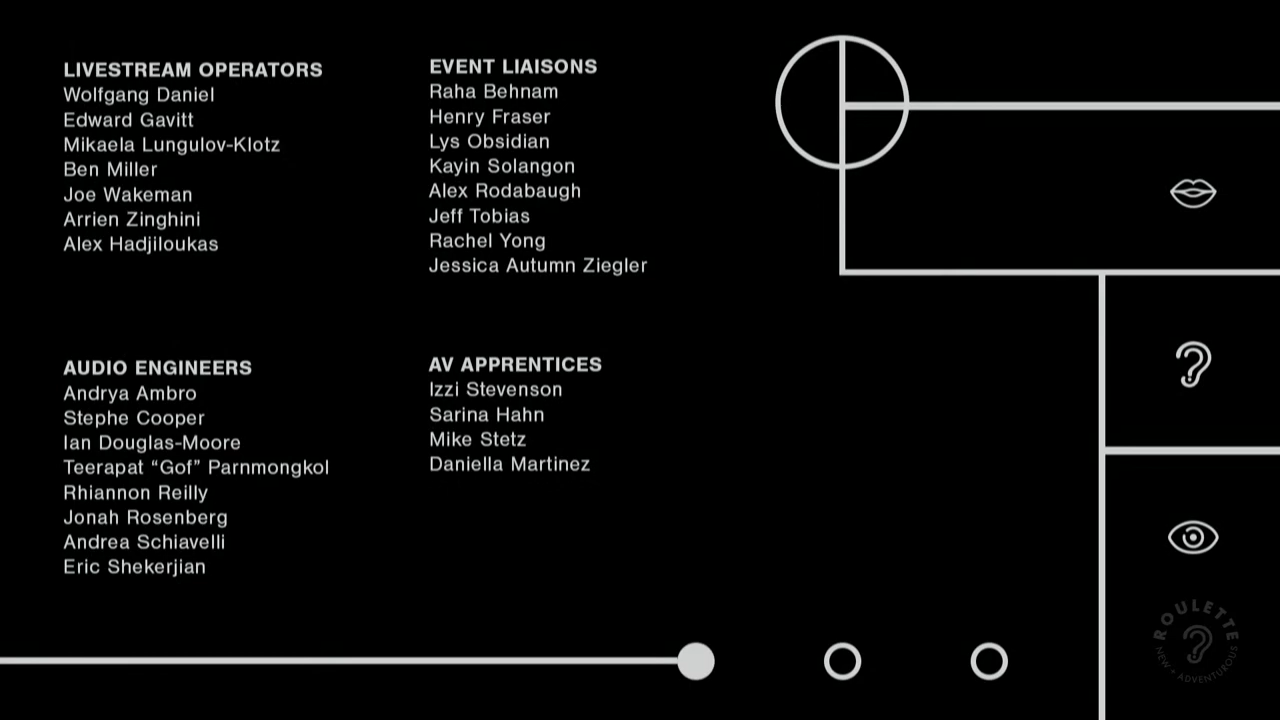 LIVESTREAM OPERATORS
Wolfgang Daniel
Edward Gavitt
Mikaela Lungulov-Klotz
Ben Miller
Joe Wakeman
Arrien Zinghini
Alex Hadjiloukas
EVENT LIAISONS
Raha Behnam
Henry Fraser
Lys Obsidian
Kayin Solangon
Alex Rodabaugh
Jeff Tobias
Rachel Yong
Jessica Autumn Ziegler
AUDIO ENGINEERS
Andrya Ambro
Stephe Cooper
Ian Douglas-Moore
Teerapat “Gof” Parnmongkol
Rhiannon Reilly
Jonah Rosenberg
Andrea Schiavelli
Eric Shekerjian
AV APPRENTICES
Izzi Stevenson
Sarina Hahn
Mike Stetz
Daniella Martinez
ROULETTE
NEW + ADVENTUROUS